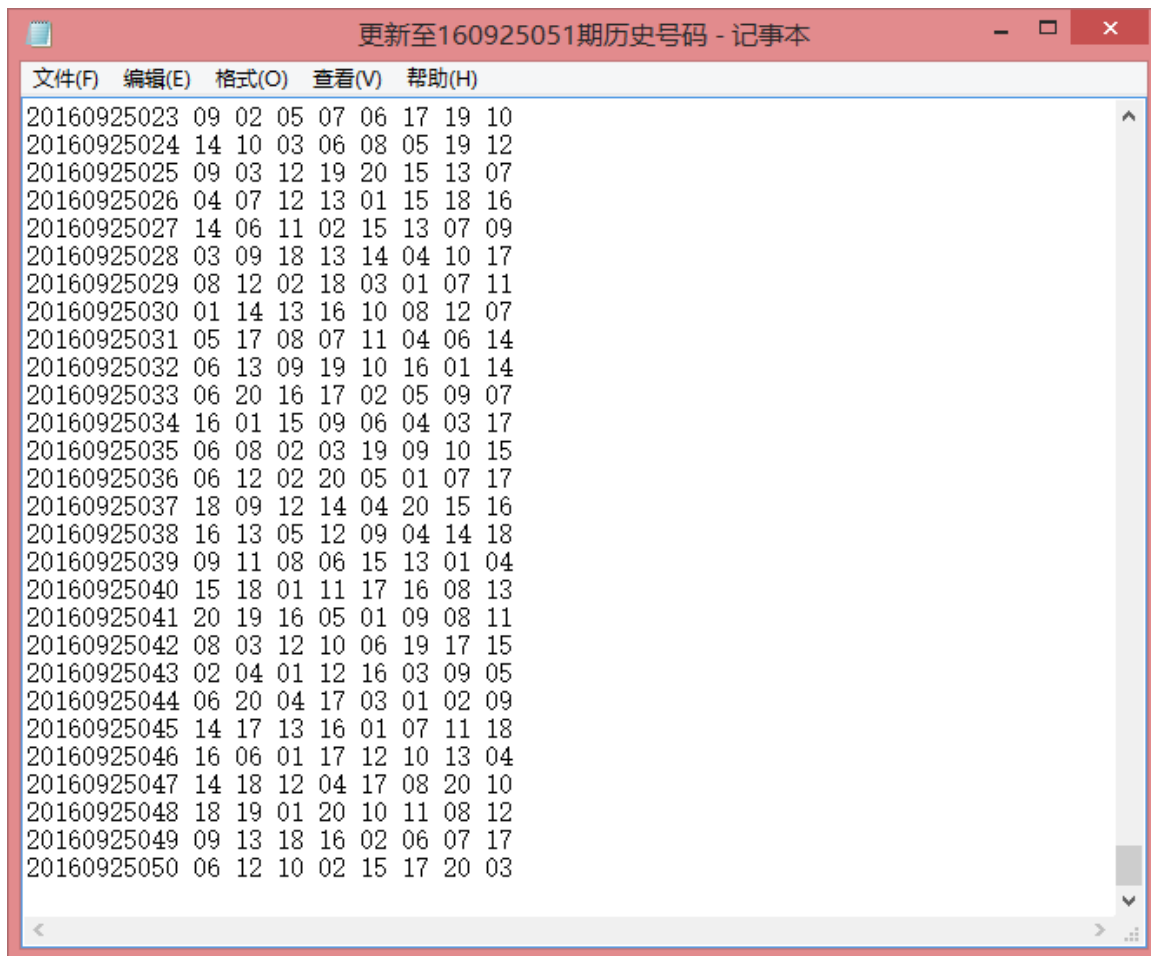 更新至160925051期历史号码 - 记事本
文件(F) 编辑(E) 格式(O) 查看(V) 帮助(H)
20160925023 09 02 05 07 06 17 19 10
20160925024 14 10 03 06 08 05 19 12
20160925025 09 03 12 19 20 15 13 07
20160925026 04 07 12 13 01 15 18 16
20160925027 14 06 11 02 15 13 07 09
20160925028 03 09 18 13 14 04 10 17
20160925029 08 12 02 18 03 01 07 11
20160925030 01 14 13 16 10 08 12 07
20160925031 05 17 08 07 11 04 06 14
20160925032 06 13 09 19 10 16 01 14
20160925033 06 20 16 17 02 05 09 07
20160925034 16 01 15 09 06 04 03 17
20160925035 06 08 02 03 19 09 10 15
20160925036 06 12 02 20 05 01 07 17
20160925037 18 09 12 14 04 20 15 16
20160925038 16 13 05 12 09 04 14 18
20160925039 09 11 08 06 15 13 01 04
20160925040 15 18 01 11 17 16 08 13
20160925041 20 19 16 05 01 09 08 11
20160925042 08 03 12 10 06 19 17 15
20160925043 02 04 01 12 16 03 09 05
20160925044 06 20 04 17 03 01 02 09
20160925045 14 17 13 16 01 07 11 18
20160925046 16 06 01 17 12 10 13 04
20160925047 14 18 12 04 17 08 20 10
20160925048 18 19 01 20 10 11 08 12
20160925049 09 13 18 16 02 06 07 17
20160925050 06 12 10 02 15 17 20 03